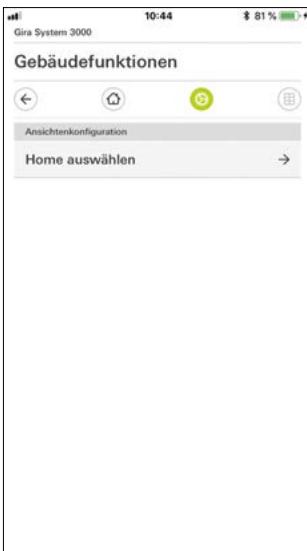 10:44
81 %
Gira System 3000
Gebäudefunktionen
Ansichtenkonfiguration
Home auswählen